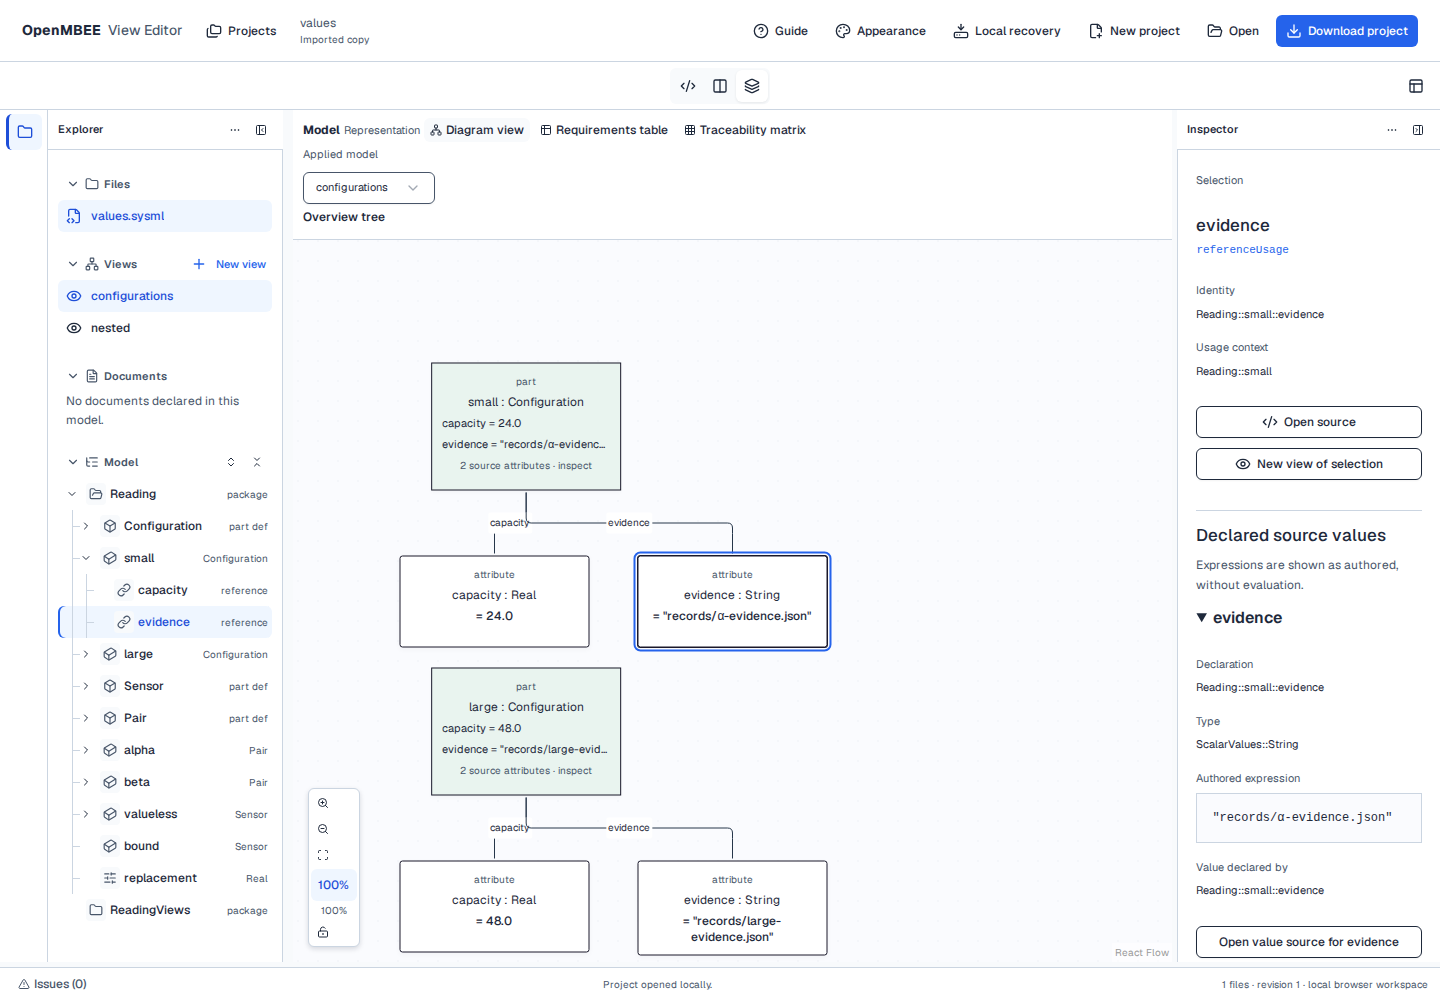 OpenMBEE View Editor
Projects
values
Imported copy
Guide
Appearance
Local recovery
New project
Open
Download project
Explorer
Files
values.sysml
Views
New view
configurations
nested
Documents
No documents declared in this
model.
Model
Reading package
Configuration part def
small Configuration
capacity reference
evidence reference
large Configuration
Sensor part def
Pair part def
alpha Pair
beta Pair
valueless Sensor
bound Sensor
replacement Real
ReadingViews package
Model Representation Diagram view Requirements table Traceability matrix
Applied model
configurations
Overview tree
part
small : Configuration
capacity = 24.0
evidence = "records/α-evidenc...
2 source attributes · inspect
capacity evidence
attribute
capacity : Real
= 24.0
attribute
evidence : String
= "records/α-evidence.json"
part
large : Configuration
capacity = 48.0
evidence = "records/large-evid...
2 source attributes · inspect
capacity evidence
attribute
capacity : Real
= 48.0
attribute
evidence : String
= "records/large-
evidence.json"
100%
100%
React Flow
Inspector
Selection
evidence
referenceUsage
Identity
Reading::small::evidence
Usage context
Reading::small
Open source
New view of selection
Declared source values
Expressions are shown as authored,
without evaluation.
evidence
Declaration
Reading::small::evidence
Type
ScalarValues::String
Authored expression
"records/α-evidence.json"
Value declared by
Reading::small::evidence
Open value source for evidence
Issues (0)
Project opened locally.
1 files · revision 1 · local browser workspace